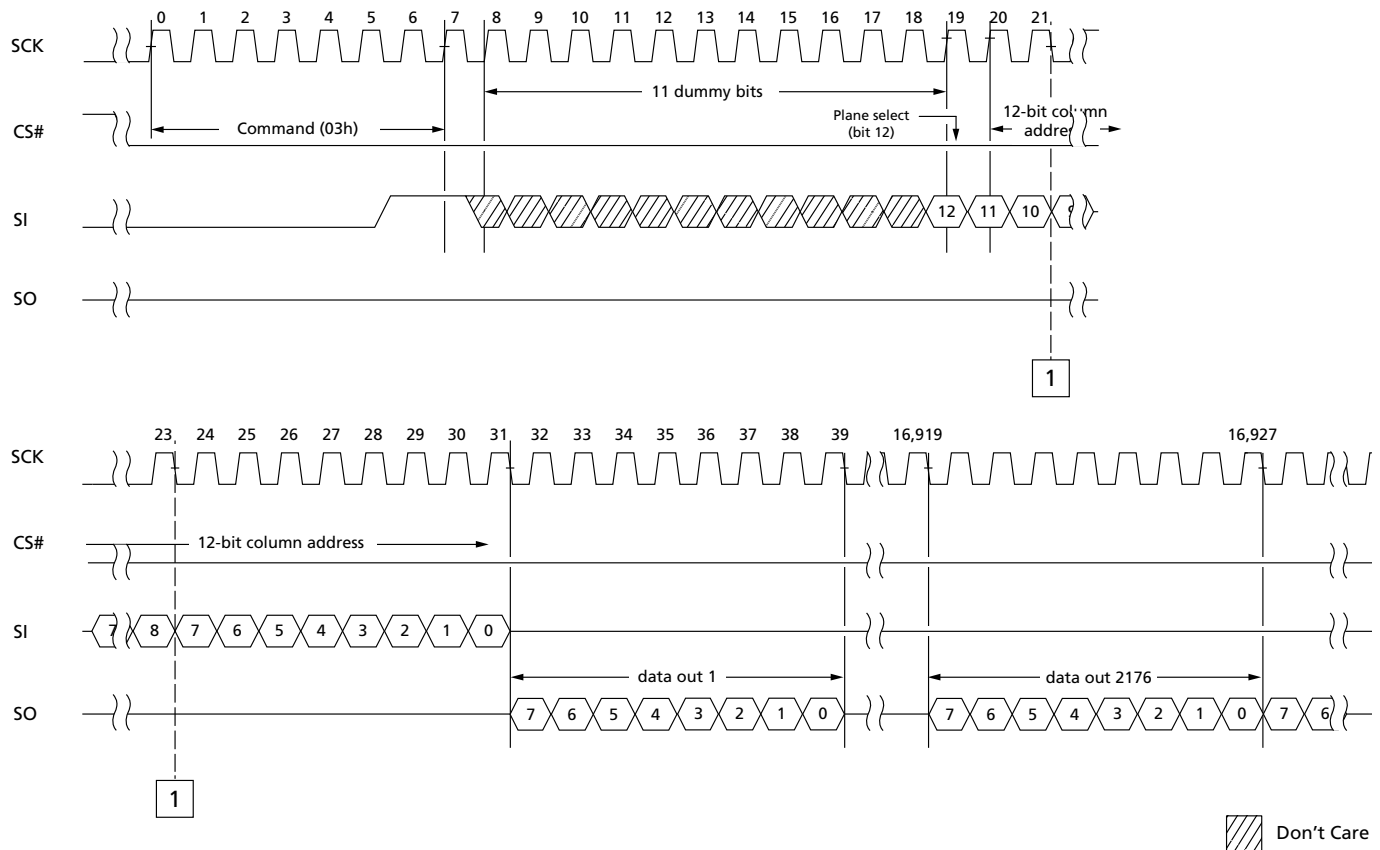 0 1 2 3 4 5 6 7 8 9 10 11 12 13 14 15 16 17 18 19 20 21
SCK
11 dummy bits
CS#
Command (03h)
Plane select
(bit 12)
12-bit column
address
SI
12 11 10 9
SO
1
23 24 25 26 27 28 29 30 31 32 33 34 35 36 37 38 39 16,919 16,927
SCK
CS#
12-bit column address
SI
7 8 7 6 5 4 3 2 1 0
data out 1
data out 2176
SO
7 6 5 4 3 2 1 0 7 6 5 4 3 2 1 0 7 6
1
Don't Care